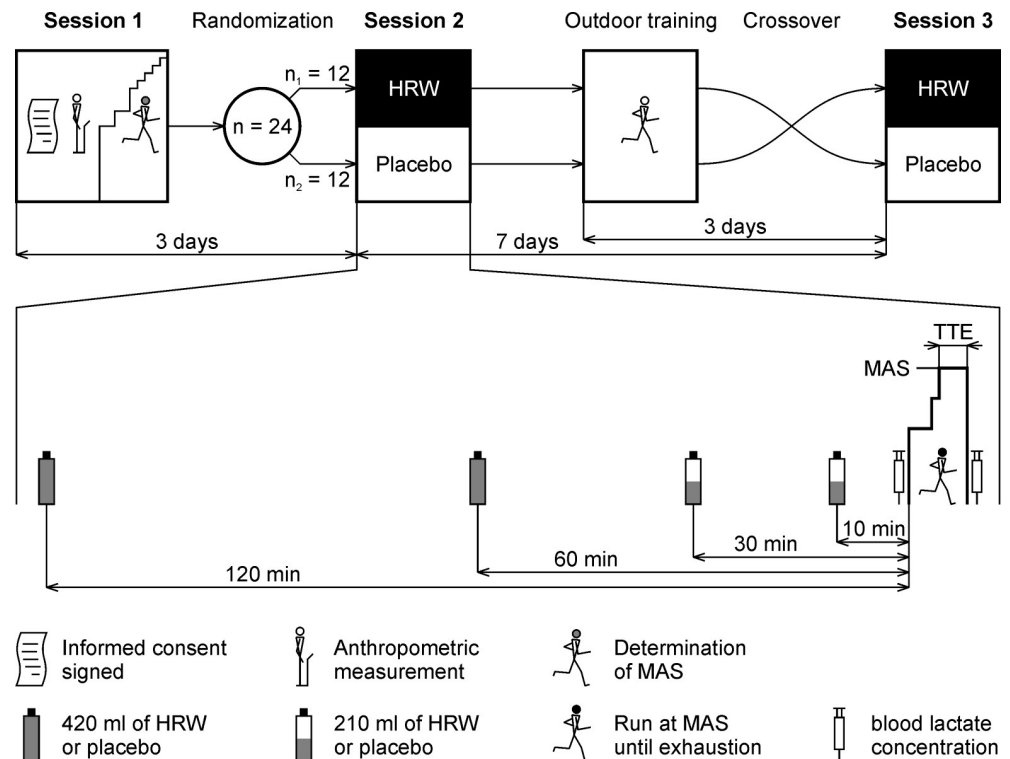 Session 1
Randomization
Session 2
Outdoor training
Crossover
Session 3
n1 = 12
HRW
HRW
n = 24
Placebo
Placebo
n2 = 12
3 days
3 days
7 days
TTE
MAS
10 min
30 min
60 min
120 min
Informed consent
signed
Anthropometric
measurement
Determination
of MAS
420 ml of HRW
or placebo
210 ml of HRW
or placebo
Run at MAS
until exhaustion
blood lactate
concentration